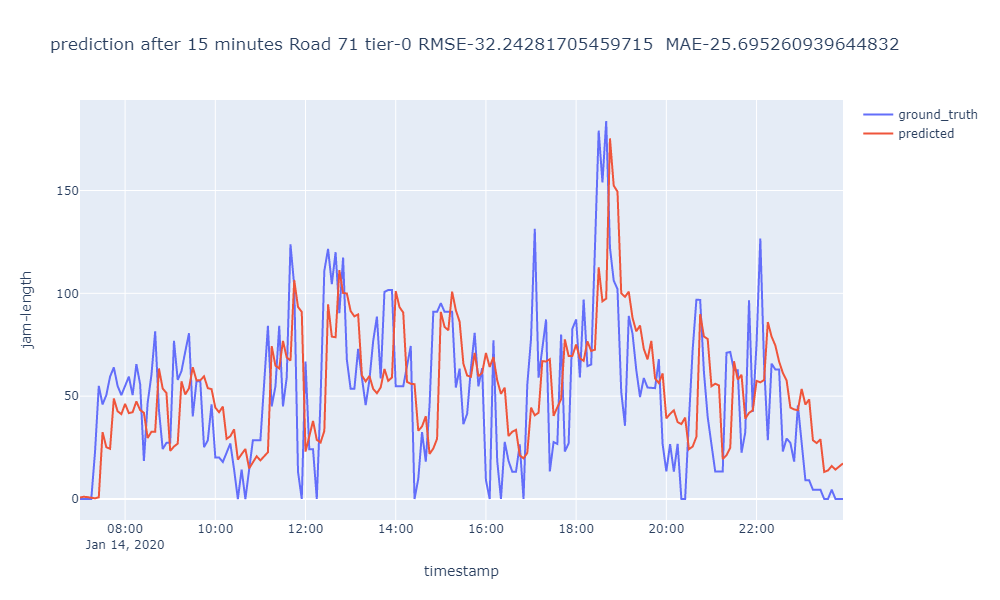 prediction after 15 minutes Road 71 tier-0 RMSE-32.24281705459715  MAE-25.695260939644832
ground_truth
predicted
150
100
50
0
jam-length
08:00 10:00 12:00 14:00 16:00 18:00 20:00 22:00
Jan 14, 2020
timestamp